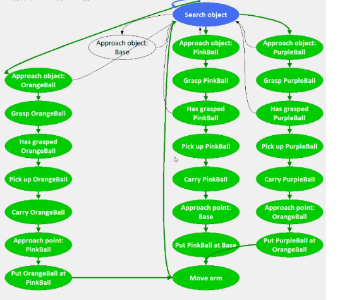 Search object
Approach object:
Base
Approach object:
PinkBall
Approach object:
PurpleBall
Approach object:
OrangeBall
Grasp PinkBall
Grasp PurpleBall
Grasp OrangeBall
Has grasped
PinkBall
Has grasped
PurpleBall
Has grasped
OrangeBall
Pick up PinkBall
Pick up PurpleBall
Pick up OrangeBall
Carry PinkBall
Carry PurpleBall
Carry OrangeBall
Approach point:
Base
Approach point:
OrangeBall
Approach point:
PinkBall
Put PinkBall at Base
Put PurpleBall at
OrangeBall
Put OrangeBall at
PinkBall
Move arm